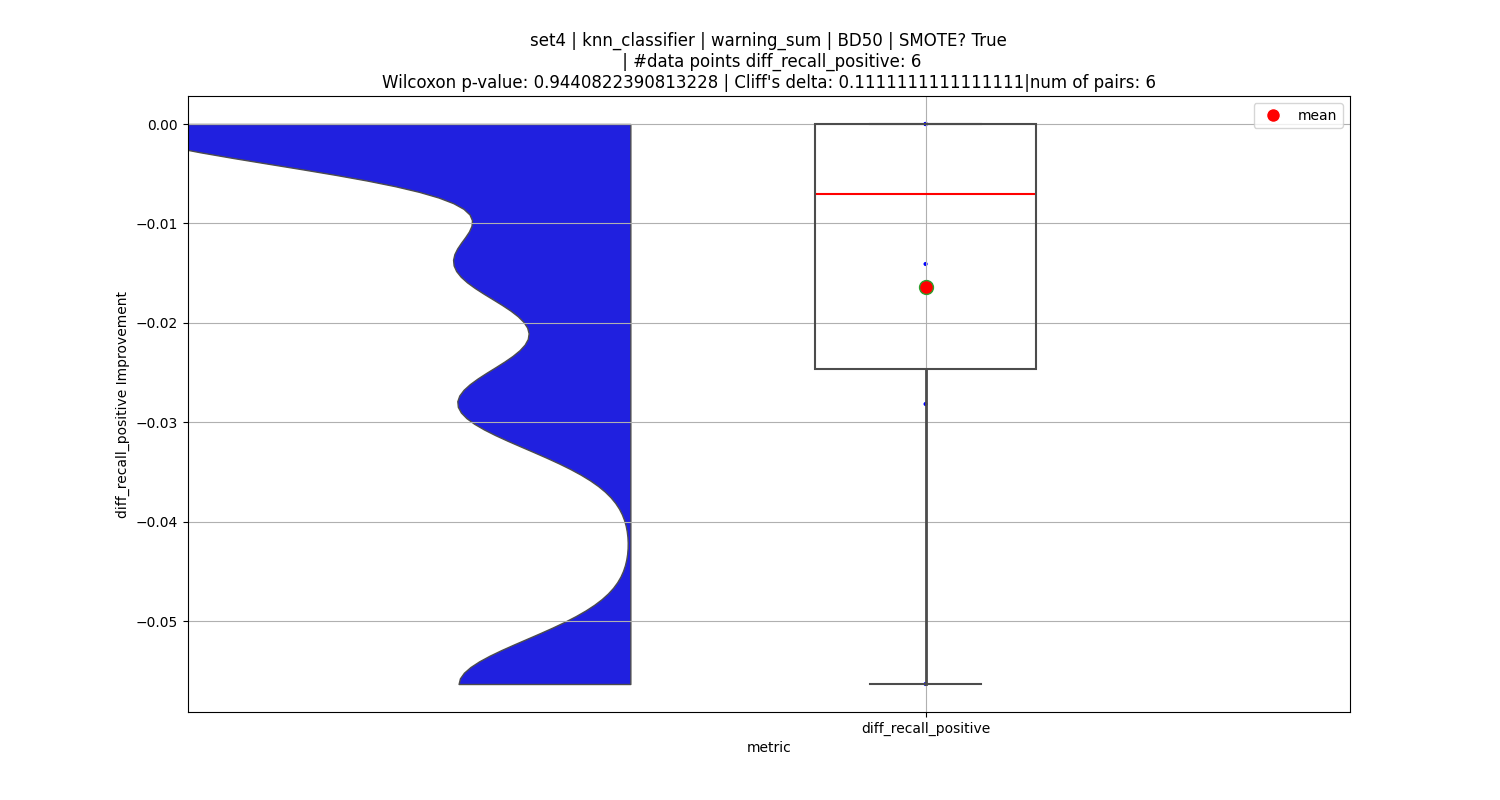 set4 | knn_classifier | warning_sum | BD50 | SMOTE? True
| #data points diff_recall_positive: 6
Wilcoxon p-value: 0.9440822390813228 | Cliff's delta: 0.1111111111111111|num of pairs: 6
mean
0.00
−0.01
−0.02
−0.03
−0.04
−0.05
diff_recall_positive Improvement
diff_recall_positive
metric